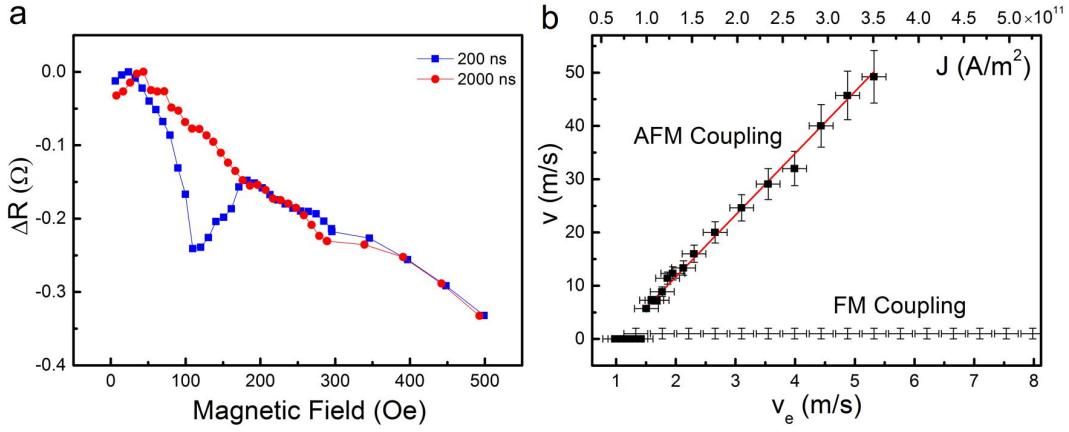 a
0.0
-0.1
-0.2
-0.3
-0.4
ΔR (Ω)
200 ns
2000 ns
0 100 200 300 400 500
Magnetic Field (Oe)
b
0.5 1.0 1.5 2.0 2.5 3.0 3.5 4.0 4.5 5.0×10¹¹
J (A/m²)
50
40
30
20
10
0
v (m/s)
AFM Coupling
FM Coupling
1 2 3 4 5 6 7 8
vₑ (m/s)